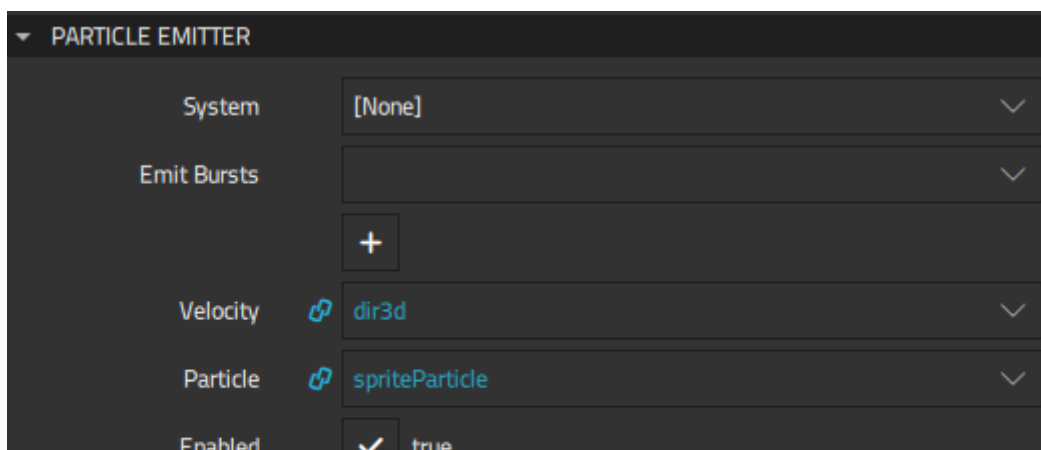 PARTICLE EMITTER
System [None]
Emit Bursts
+
Velocity dir3d
Particle spriteParticle
Enabled true